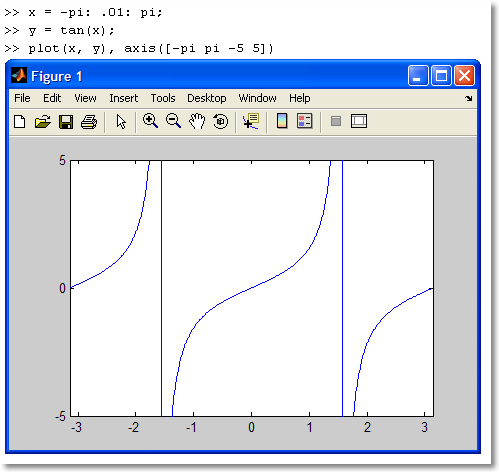 >> x = -pi: .01: pi;
>> y = tan(x);
>> plot(x, y), axis([-pi pi -5 5])
Figure 1
File Edit View Insert Tools Desktop Window Help
5
0
-5
-3 -2 -1 0 1 2 3